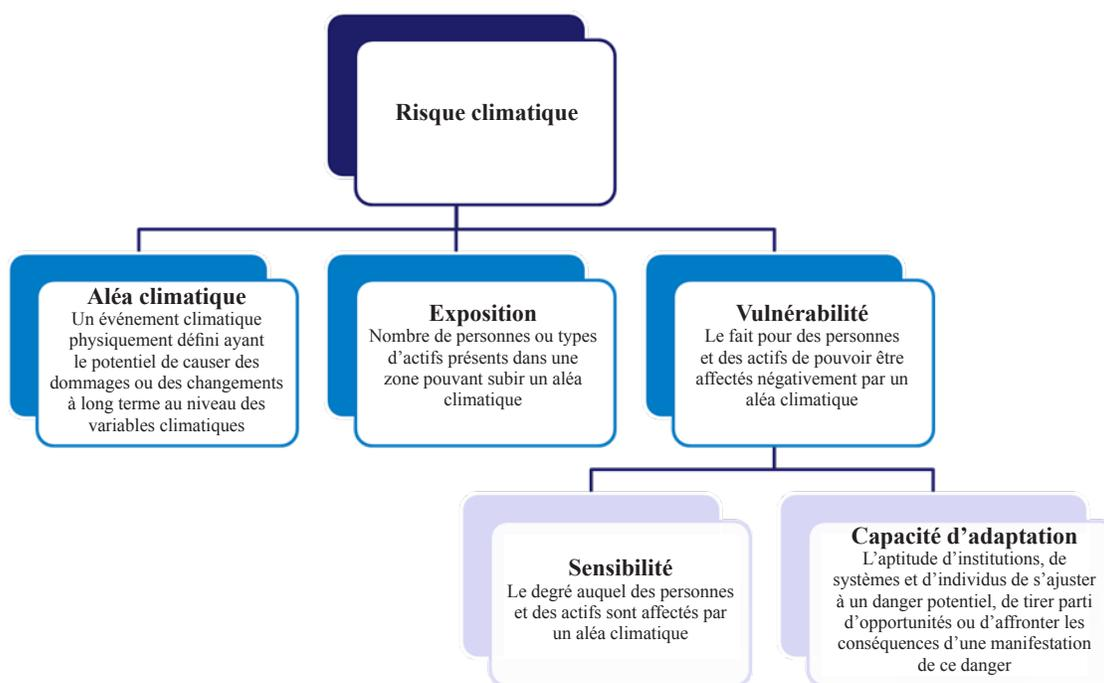 Risque climatique
Aléa climatique
Un événement climatique
physiquement défini ayant
le potentiel de causer des
dommages ou des changements
à long terme au niveau des
variables climatiques
Exposition
Nombre de personnes ou types
d’actifs présents dans une
zone pouvant subir un aléa
climatique
Vulnérabilité
Le fait pour des personnes
et des actifs de pouvoir être
affectés négativement par un
aléa climatique
Sensibilité
Le degré auquel des personnes
et des actifs sont affectés par
un aléa climatique
Capacité d’adaptation
L’aptitude d’institutions, de
systèmes et d’individus de s’ajuster
à un danger potentiel, de tirer parti
d’opportunités ou d’affronter les
conséquences d’une manifestation
de ce danger